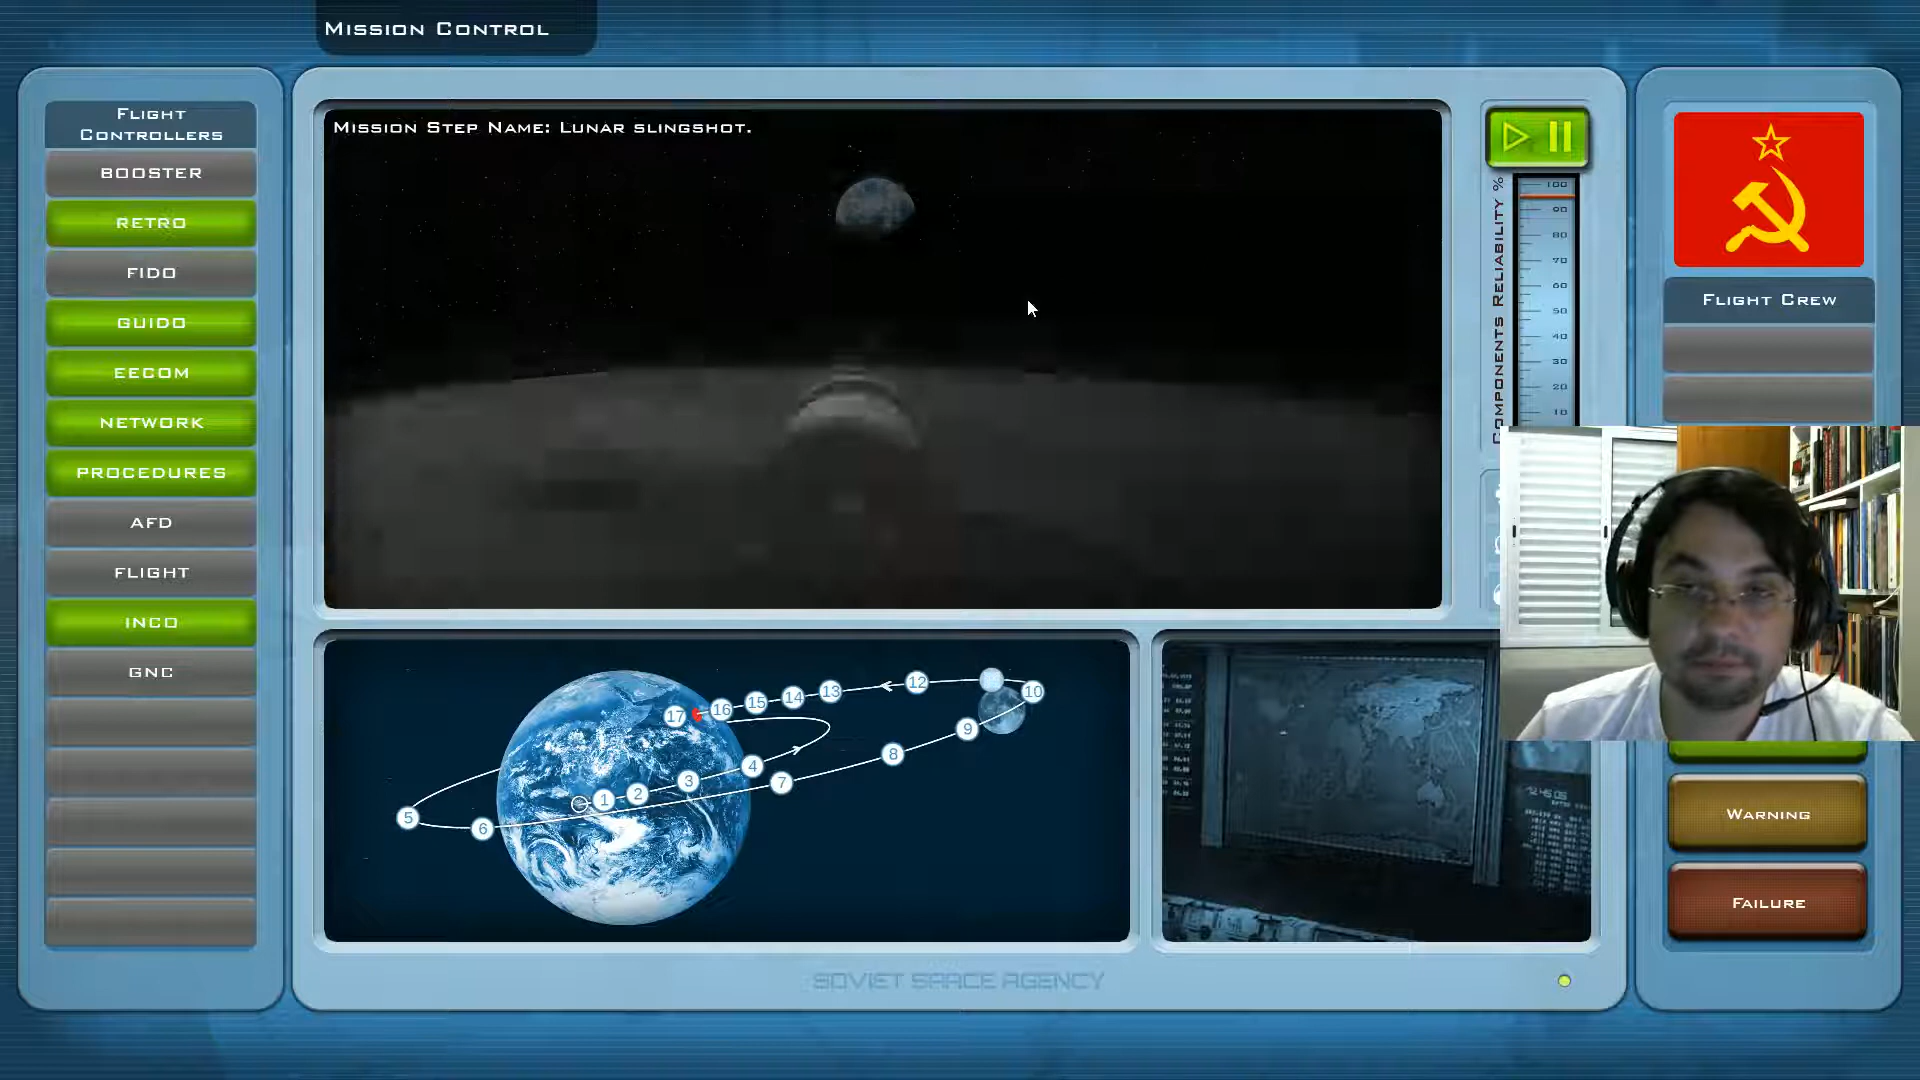 Mission Control
Flight
Controllers
BOOSTER
RETRO
FIDO
GUIDO
EECOM
NETWORK
PROCEDURES
AFD
FLIGHT
INCO
GNC
Mission Step Name: Lunar slingshot.
Components Reliability %
100
90
80
70
60
50
40
30
20
10
Flight Crew
Warning
Failure
1
2
3
4
5
6
7
8
9
10
12
13
14
15
16
17
SOVIET SPACE AGENCY